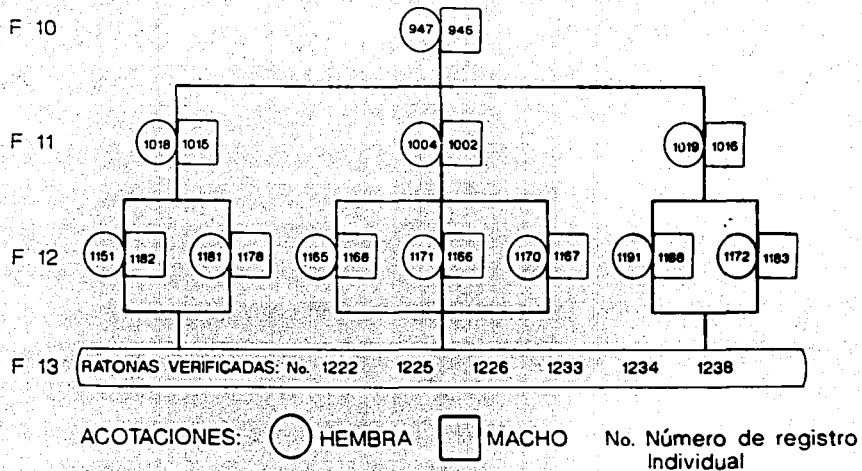 F 10 947 945
F 11 1018 1015 1004 1002 1019 1016
F 12 1151 1182 1181 1178 1165 1168 1171 1166 1170 1167 1191 1188 1172 1183
F 13 RATONAS VERIFICADAS: No. 1222 1225 1226 1233 1234 1238
ACOTACIONES: HEMBRA MACHO No. Número de registro
Individual